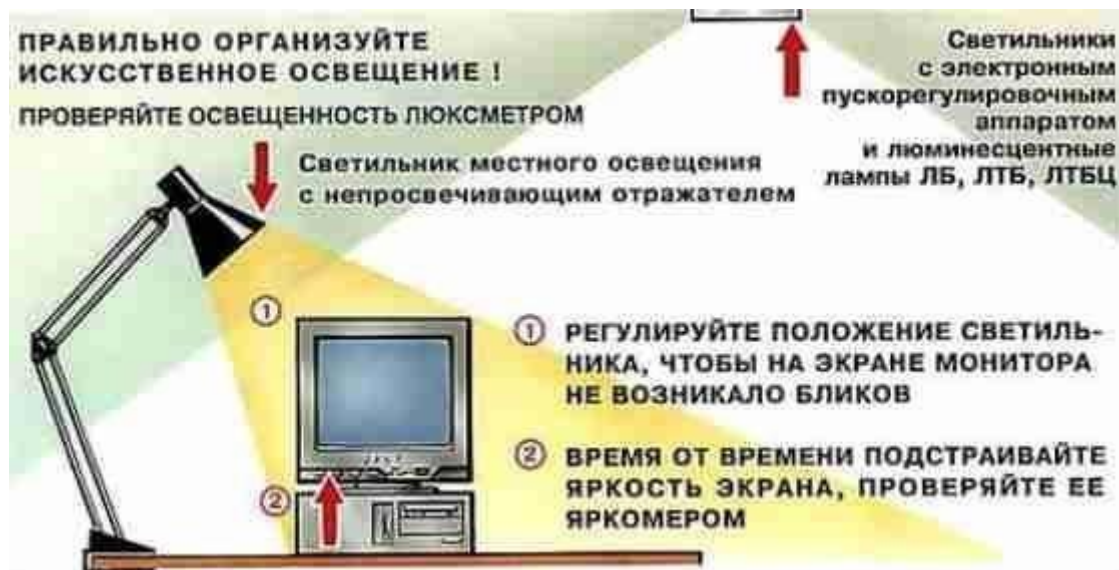 ПРАВИЛЬНО ОРГАНИЗУЙТЕ
ИСКУССТВЕННОЕ ОСВЕЩЕНИЕ !
ПРОВЕРЯЙТЕ ОСВЕЩЕННОСТЬ ЛЮКСМЕТРОМ
Светильник местного освещения
с непросвечивающим отражателем
Светильники
с электронным
пускорегулировочным
аппаратом
и люминесцентные
лампы ЛБ, ЛТБ, ЛТБЦ
1
2
1 РЕГУЛИРУЙТЕ ПОЛОЖЕНИЕ СВЕТИЛЬ-
НИКА, ЧТОБЫ НА ЭКРАНЕ МОНИТОРА
НЕ ВОЗНИКАЛО БЛИКОВ
2 ВРЕМЯ ОТ ВРЕМЕНИ ПОДСТРАИВАЙТЕ
ЯРКОСТЬ ЭКРАНА, ПРОВЕРЯЙТЕ ЕЕ
ЯРКОМЕРОМ